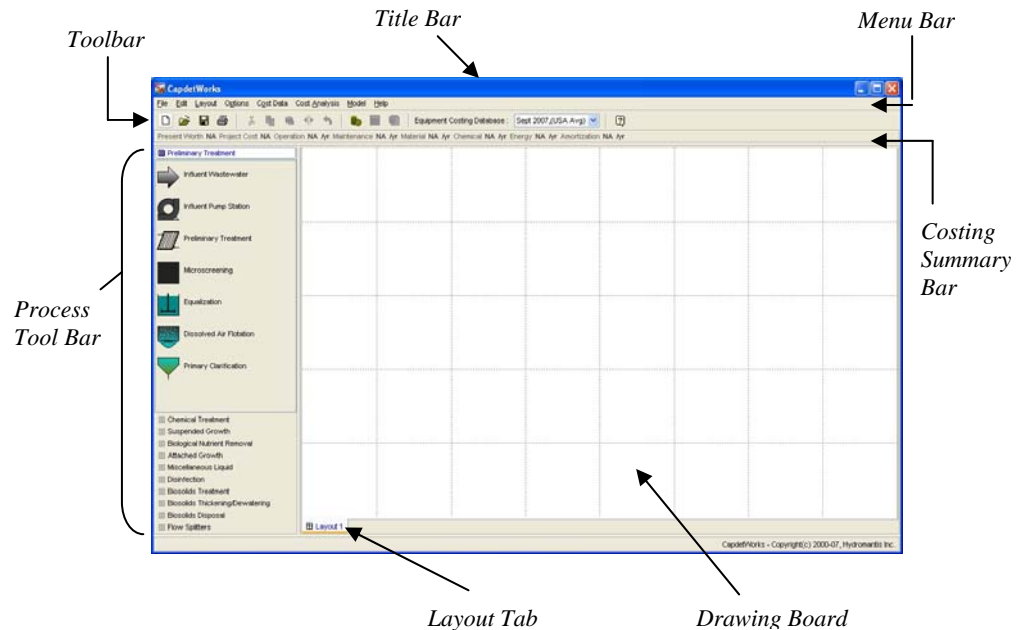 Title Bar
Menu Bar
Toolbar
CapdetWorks
File Edit Layout Options Cost Data Cost Analysis Model Help
Equipment Costing Database : Sept 2007,(USA Avg)
Present Worth NA Project Cost NA Operation NA /yr Maintenance NA /yr Material NA /yr Chemical NA /yr Energy NA /yr Amortization NA /yr
Preliminary Treatment
Influent Wastewater
Influent Pump Station
Preliminary Treatment
Microscreening
Equalization
Dissolved Air Flotation
Primary Clarification
Costing
Summary
Bar
Process
Tool Bar
Chemical Treatment
Suspended Growth
Biological Nutrient Removal
Attached Growth
Miscellaneous Liquid
Disinfection
Biosolids Treatment
Biosolids Thickening/Dewatering
Biosolids Disposal
Flow Splitters
Layout 1
CapdetWorks - Copyright(c) 2000-07, Hydromantis Inc.
Layout Tab
Drawing Board